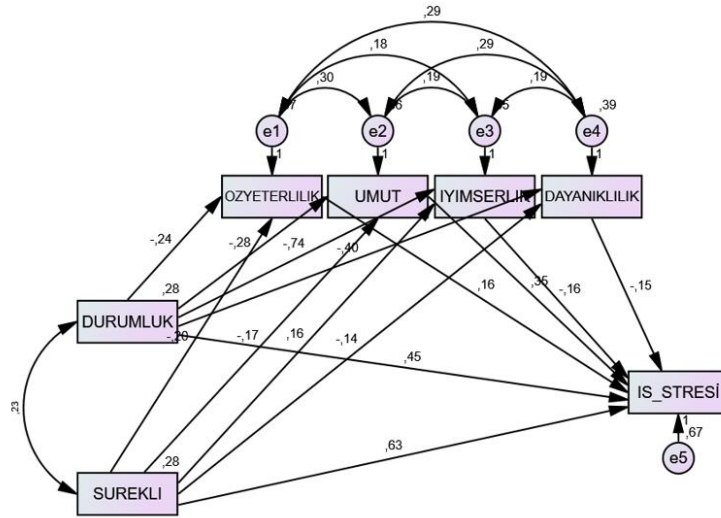 ,29
,18
,29
,30
,19
,19
,39
e1
e2
e3
e4
1
1
1
1
OZYETERLILIK
UMUT
IYIMSERLIK
DAYANIKLILIK
-,24
-,28
-,74
-,40
,28
,16
,35
-,16
-,15
DURUMLUK
-,20
-,17
,16
-,14
,45
IS_STRESİ
,23
,63
1
,67
e5
,28
SUREKLI